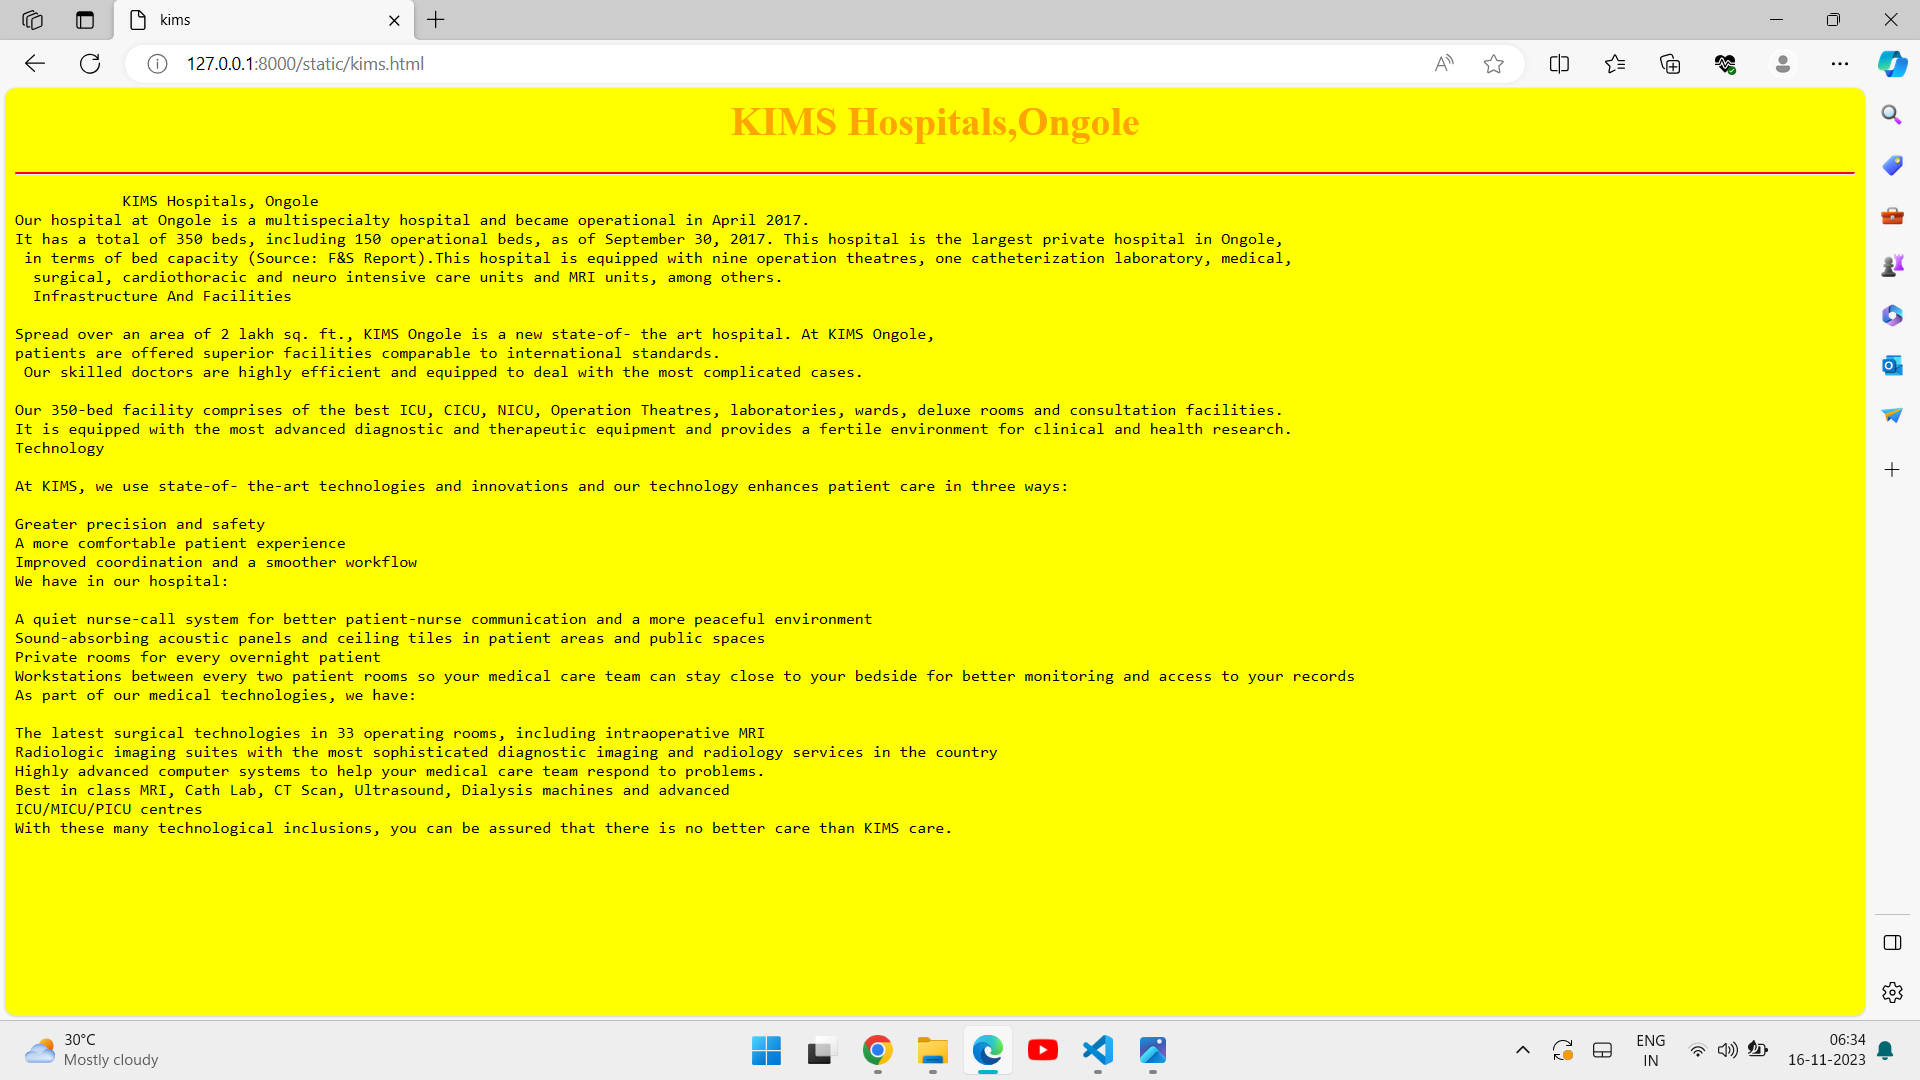 kims
127.0.0.1:8000/static/kims.html
KIMS Hospitals,Ongole
KIMS Hospitals, Ongole
Our hospital at Ongole is a multispecialty hospital and became operational in April 2017.
It has a total of 350 beds, including 150 operational beds, as of September 30, 2017. This hospital is the largest private hospital in Ongole,
in terms of bed capacity (Source: F&S Report).This hospital is equipped with nine operation theatres, one catheterization laboratory, medical,
surgical, cardiothoracic and neuro intensive care units and MRI units, among others.
Infrastructure And Facilities
Spread over an area of 2 lakh sq. ft., KIMS Ongole is a new state-of- the art hospital. At KIMS Ongole,
patients are offered superior facilities comparable to international standards.
Our skilled doctors are highly efficient and equipped to deal with the most complicated cases.
Our 350-bed facility comprises of the best ICU, CICU, NICU, Operation Theatres, laboratories, wards, deluxe rooms and consultation facilities.
It is equipped with the most advanced diagnostic and therapeutic equipment and provides a fertile environment for clinical and health research.
Technology
At KIMS, we use state-of- the-art technologies and innovations and our technology enhances patient care in three ways:
Greater precision and safety
A more comfortable patient experience
Improved coordination and a smoother workflow
We have in our hospital:
A quiet nurse-call system for better patient-nurse communication and a more peaceful environment
Sound-absorbing acoustic panels and ceiling tiles in patient areas and public spaces
Private rooms for every overnight patient
Workstations between every two patient rooms so your medical care team can stay close to your bedside for better monitoring and access to your records
As part of our medical technologies, we have:
The latest surgical technologies in 33 operating rooms, including intraoperative MRI
Radiologic imaging suites with the most sophisticated diagnostic imaging and radiology services in the country
Highly advanced computer systems to help your medical care team respond to problems.
Best in class MRI, Cath Lab, CT Scan, Ultrasound, Dialysis machines and advanced
ICU/MICU/PICU centres
With these many technological inclusions, you can be assured that there is no better care than KIMS care.
30°C
Mostly cloudy
ENG
IN
06:34
16-11-2023